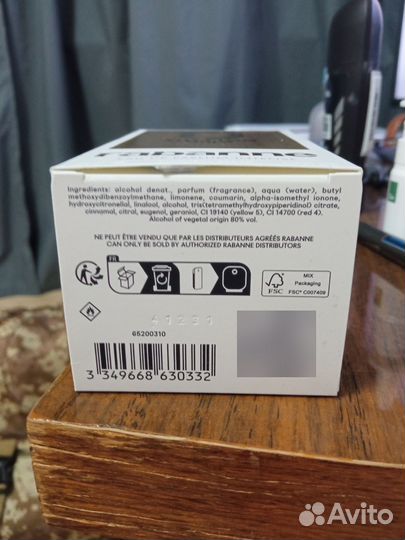 Ingredients: alcohol denat., parfum (fragrance), aqua (water), butyl
methoxydibenzoylmethane, limonene, coumarin, alpha-isomethyl ionone,
hydroxycitronellal, linalool, alcohol, tris(tetramethylhydroxypiperidinol) citrate,
cinnamal, citral, eugenol, geraniol, CI 19140 (yellow 5), CI 14700 (red 4).
Alcohol of vegetal origin 80% vol.
NE PEUT ÊTRE VENDU QUE PAR LES DISTRIBUTEURS AGRÉÉS RABANNE
CAN ONLY BE SOLD BY AUTHORIZED RABANNE DISTRIBUTORS
FR
FSC
MIX
Packaging
FSC® C007409
41291
65200310
3 349668 630332
Avito